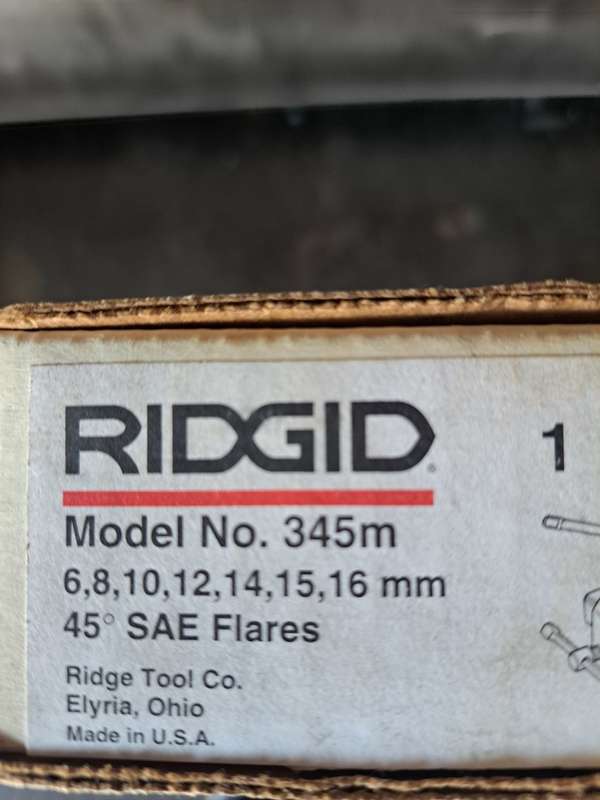 RIDGID®
1
Model No. 345m
6,8,10,12,14,15,16 mm
45° SAE Flares
Ridge Tool Co.
Elyria, Ohio
Made in U.S.A.